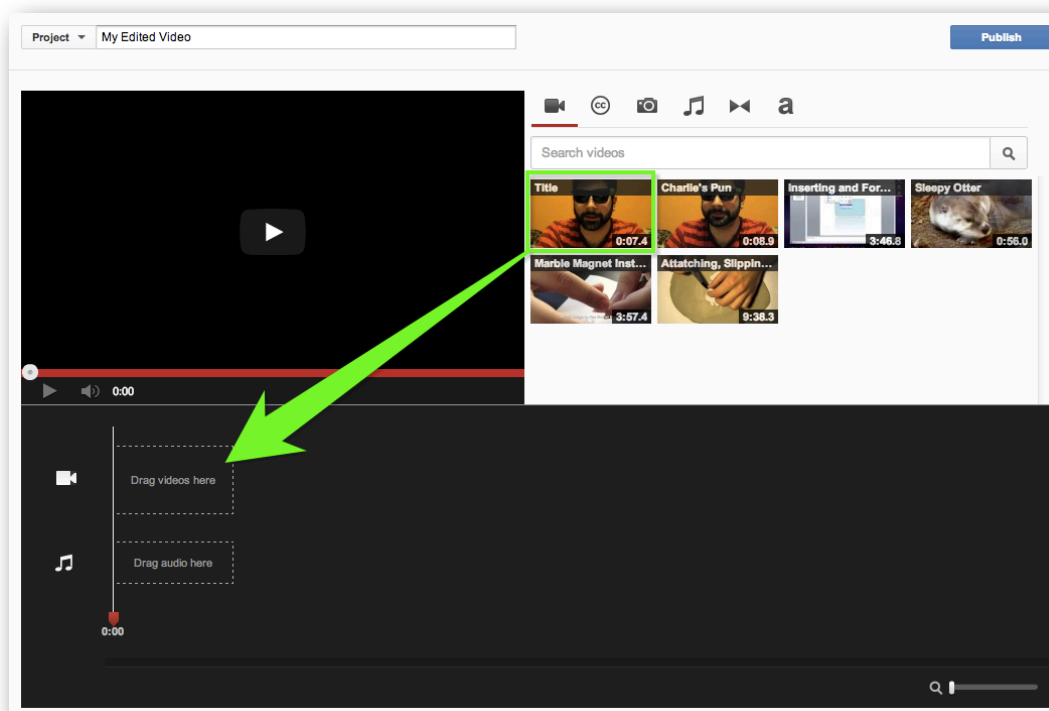 Project My Edited Video Publish
cc a
Search videos
Title Charlie's Pun Inserting and For... Sleepy Otter
0:07.4 0:08.9 3:46.8 0:56.0
Marble Magnet Inst... Attatching, Slippin...
3:57.4 9:38.3
0:00
Drag videos here
Drag audio here
0:00